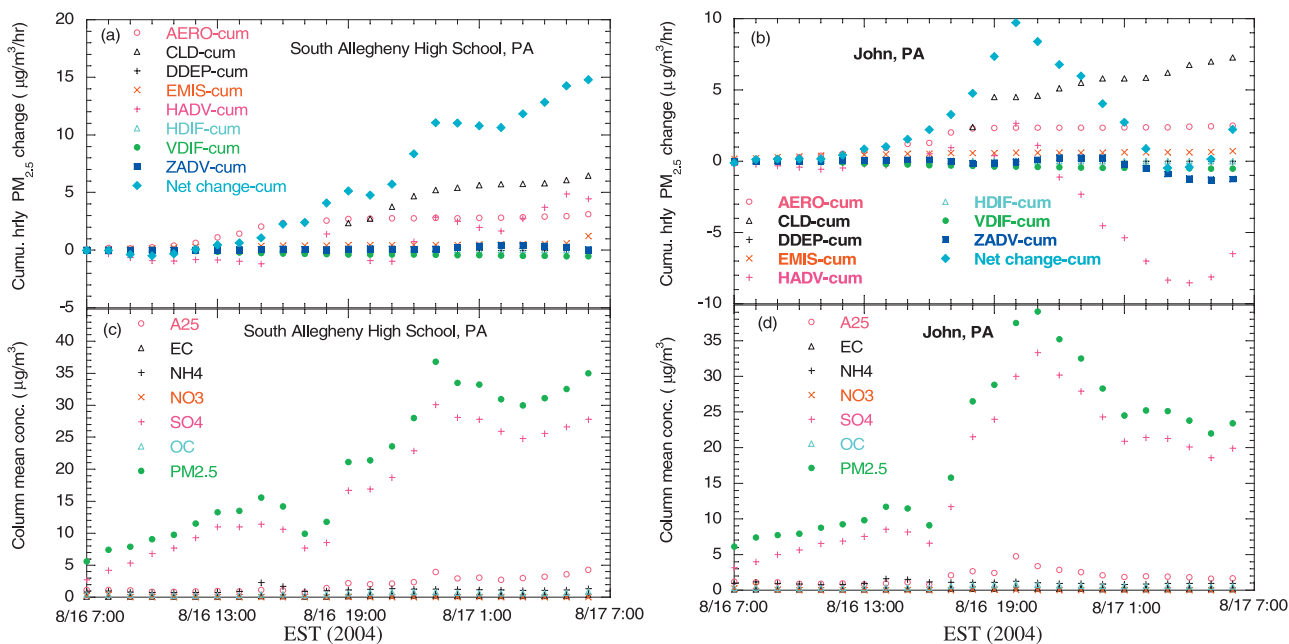 (a)
South Allegheny High School, PA
AERO-cum
CLD-cum
DDEP-cum
EMIS-cum
HADV-cum
HDIF-cum
VDIF-cum
ZADV-cum
Net change-cum
Cumu. hrly PM2.5 change ( μg/m³/hr)
20
15
10
5
0
-5
(b)
John, PA
AERO-cum
CLD-cum
DDEP-cum
EMIS-cum
HADV-cum
HDIF-cum
VDIF-cum
ZADV-cum
Net change-cum
Cumu. hrly PM2.5 change ( μ g/m³/hr)
10
5
0
-5
-10
(c)
South Allegheny High School, PA
A25
EC
NH4
NO3
SO4
OC
PM2.5
Column mean conc. ( μg/m³)
40
35
30
25
20
15
10
5
0
8/16 7:00
8/16 13:00
8/16 19:00
8/17 1:00
8/17 7:00
EST (2004)
(d)
John, PA
A25
EC
NH4
NO3
SO4
OC
PM2.5
Column mean conc. ( μg/m³)
35
30
25
20
15
10
5
0
8/16 7:00
8/16 13:00
8/16 19:00
8/17 1:00
8/17 7:00
EST (2004)